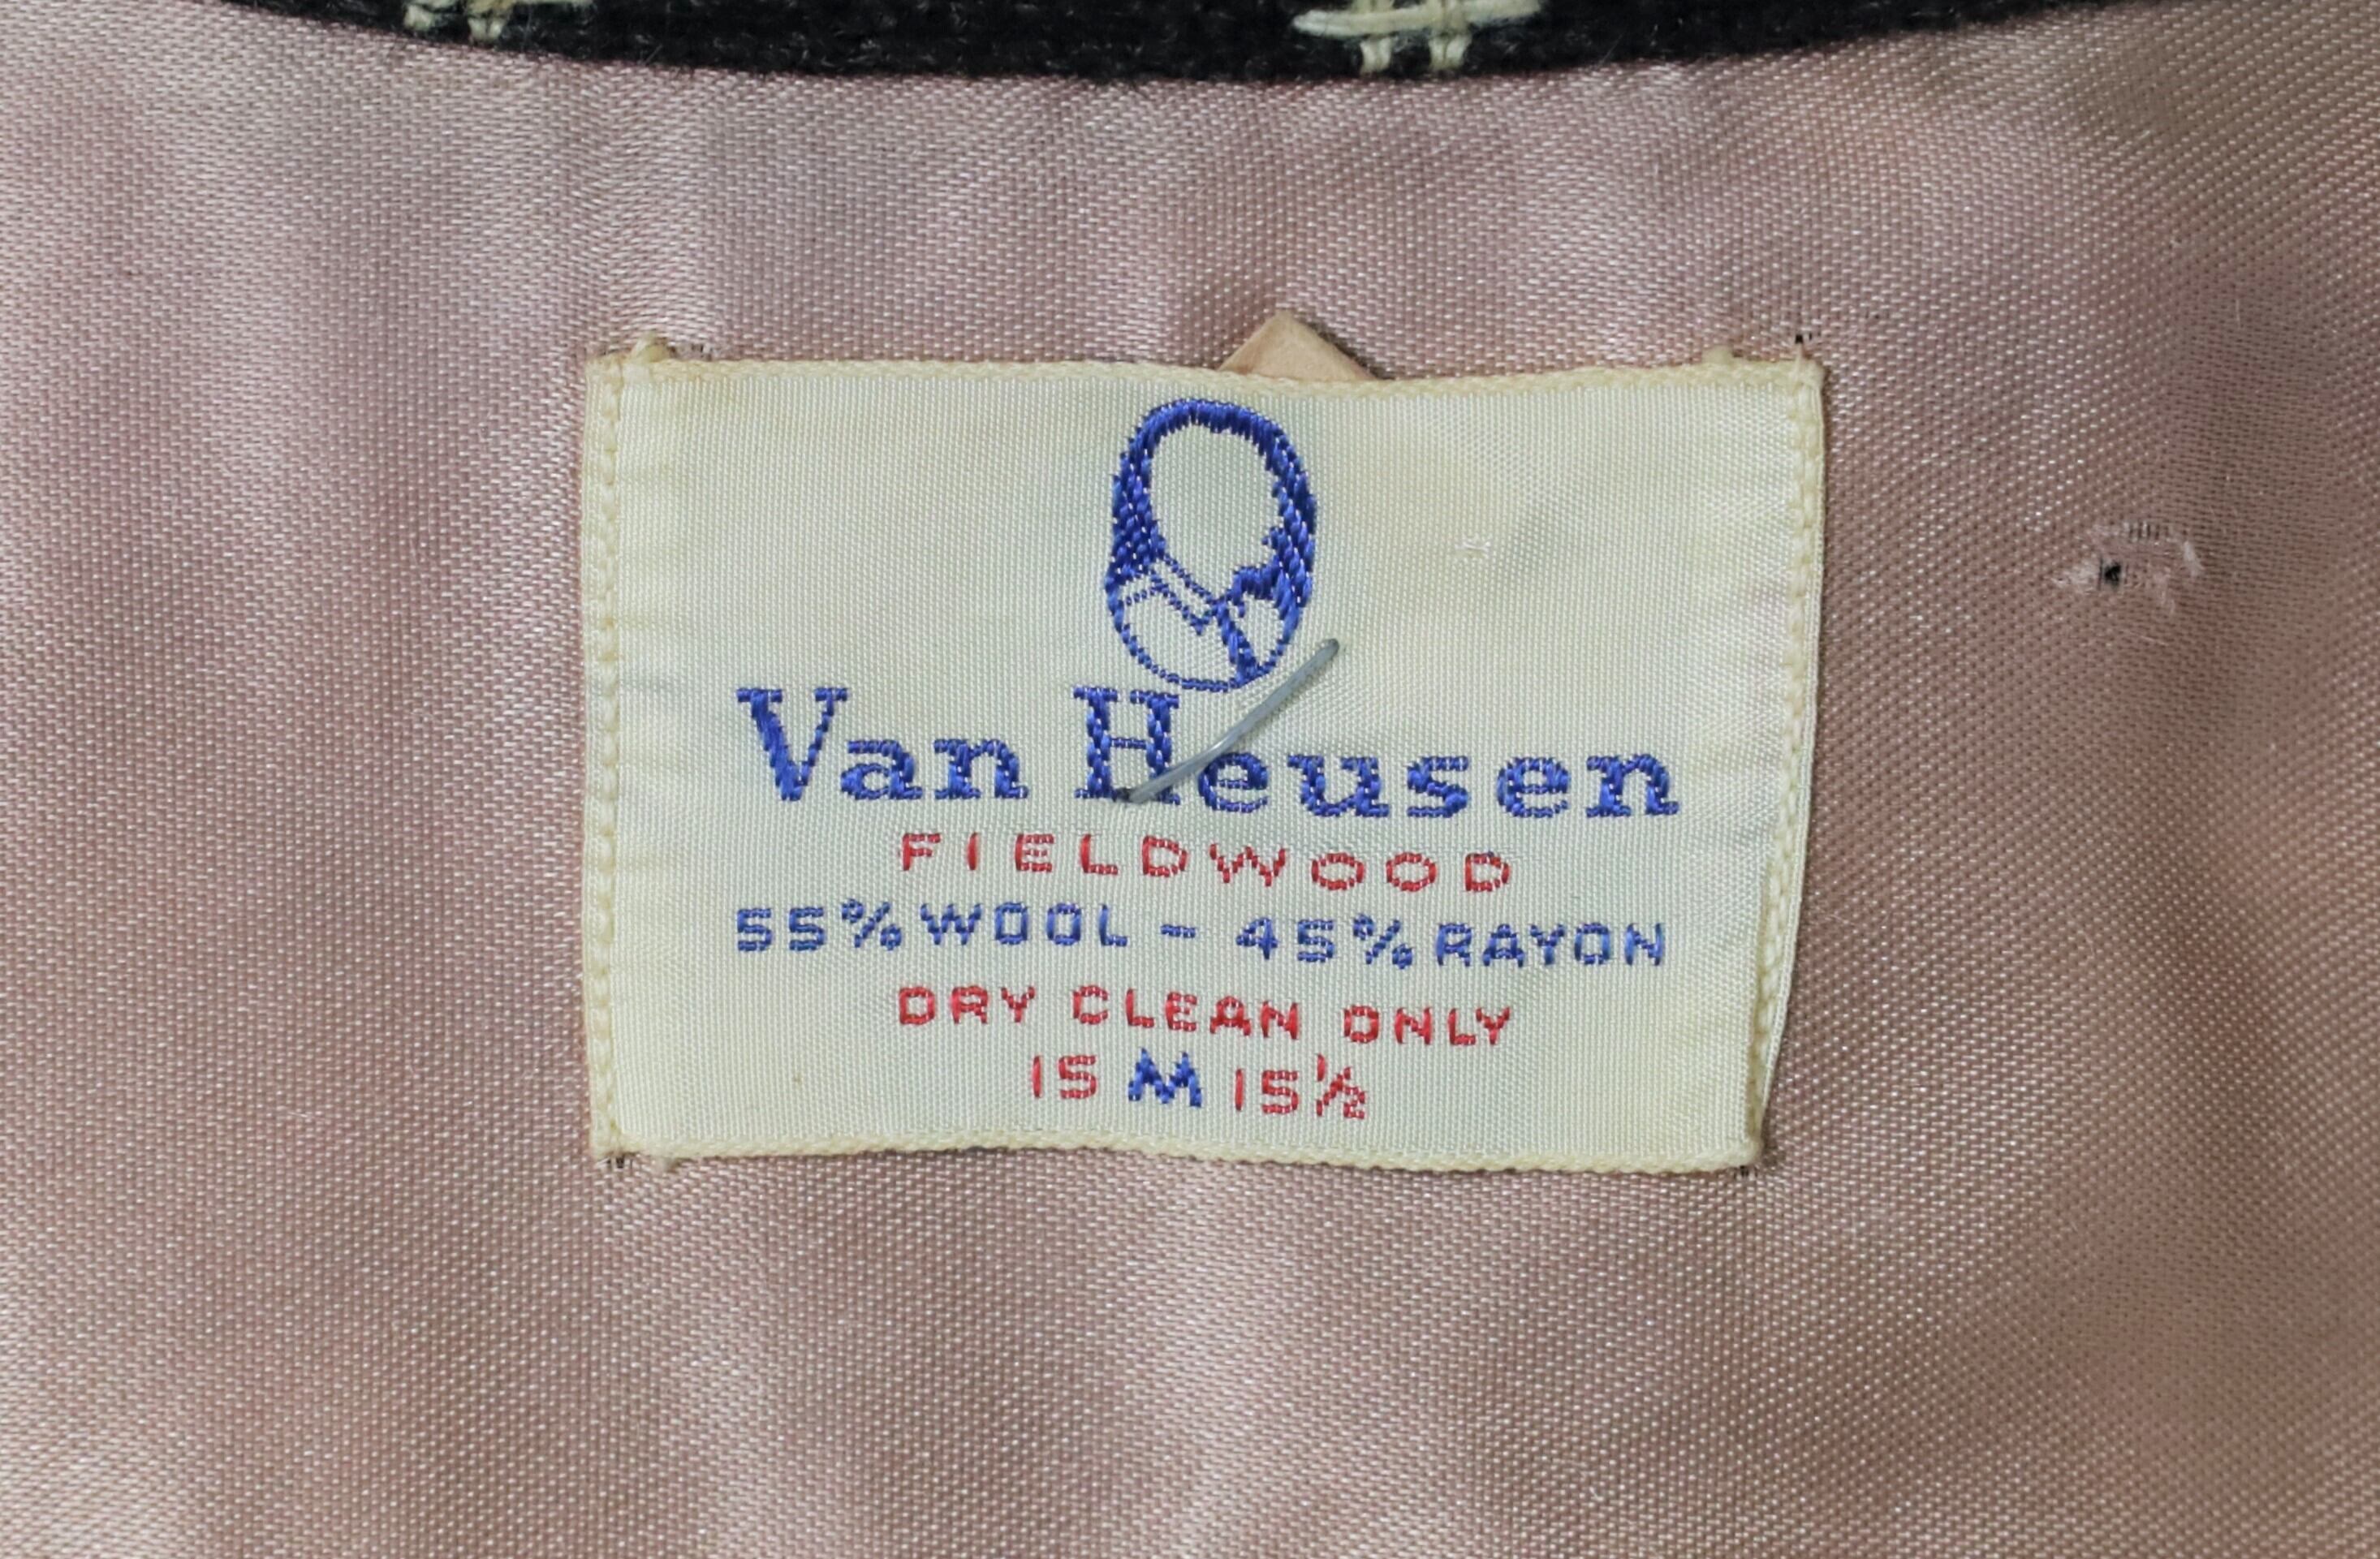 Van Heusen
FIELDWOOD
55% WOOL - 45% RAYON
DRY CLEAN ONLY
15 M 15½